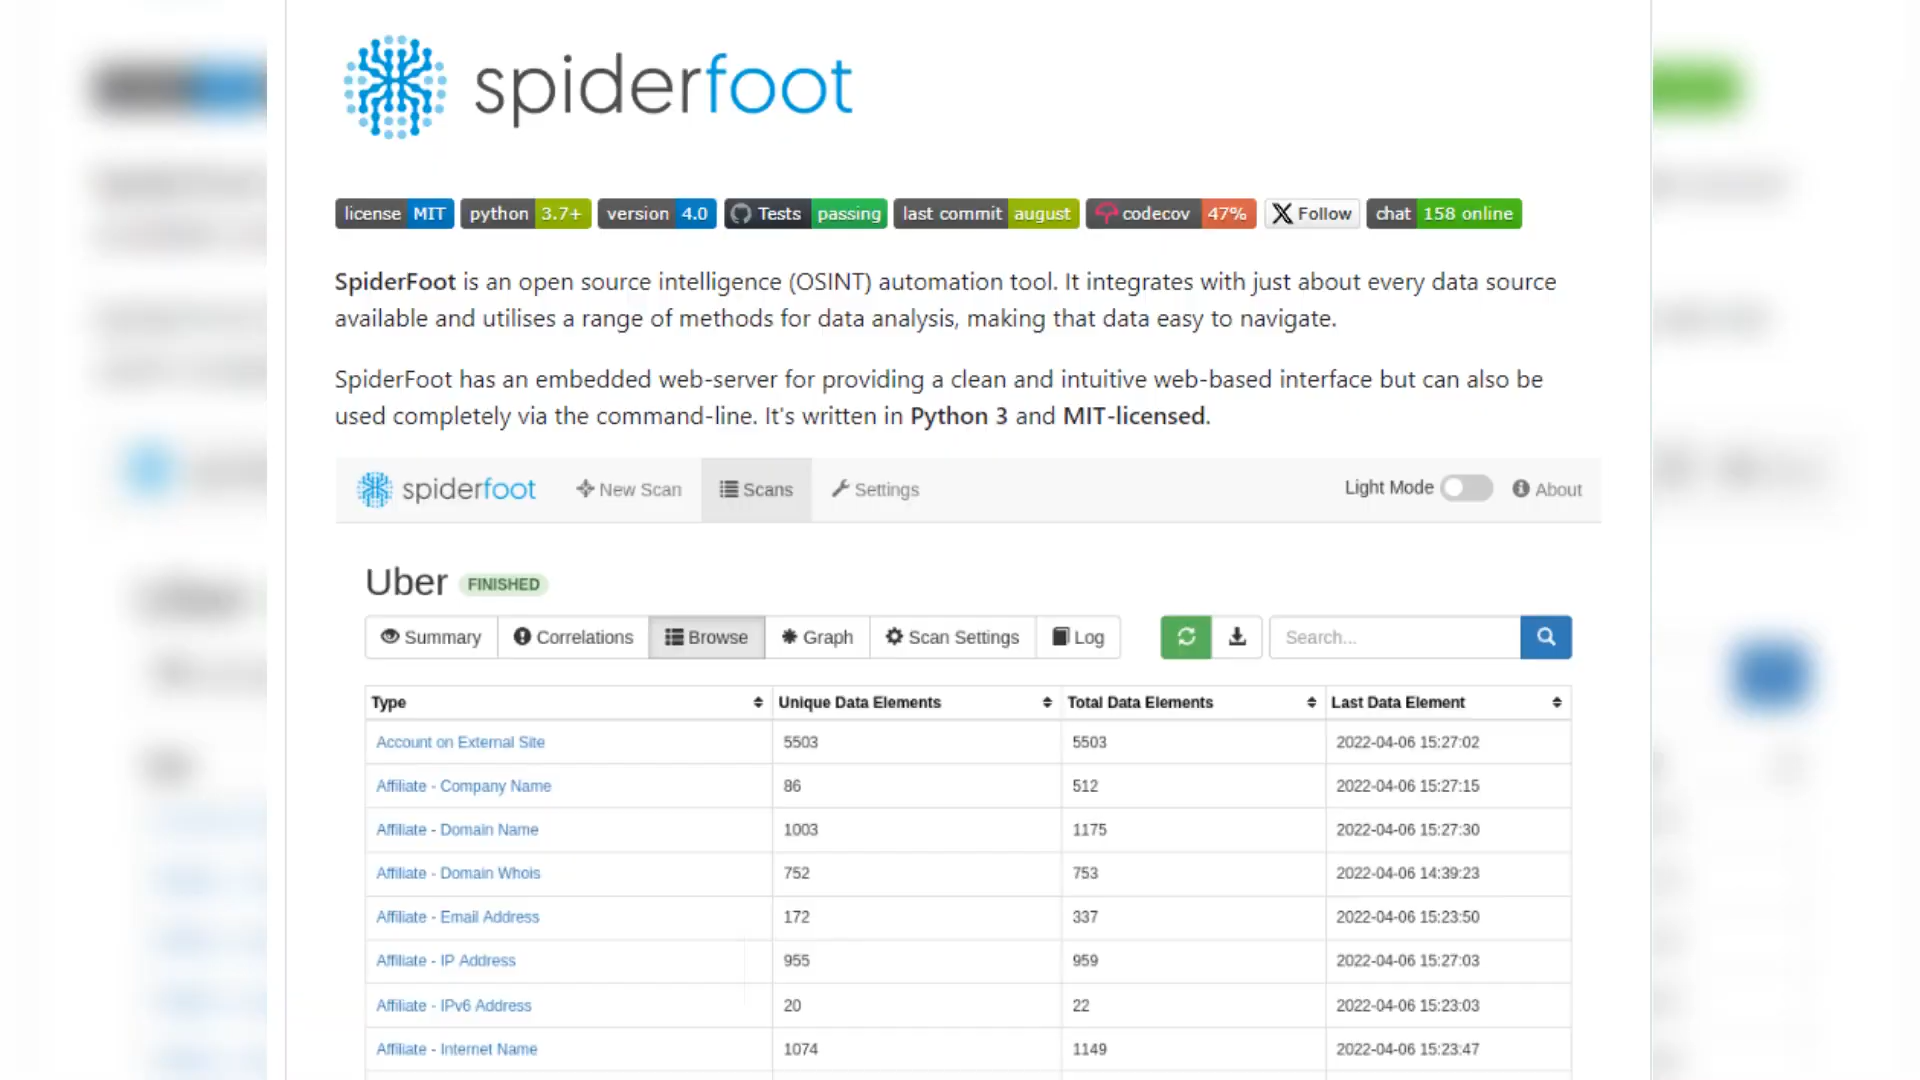 spiderfoot
license MIT python 3.7+ version 4.0 Tests passing last commit august codecov 47% X Follow chat 158 online
SpiderFoot is an open source intelligence (OSINT) automation tool. It integrates with just about every data source
available and utilises a range of methods for data analysis, making that data easy to navigate.
SpiderFoot has an embedded web-server for providing a clean and intuitive web-based interface but can also be
used completely via the command-line. It's written in Python 3 and MIT-licensed.
spiderfoot New Scan Scans Settings Light Mode About
Uber FINISHED
Summary Correlations Browse Graph Scan Settings Log Search...
Type Unique Data Elements Total Data Elements Last Data Element
Account on External Site 5503 5503 2022-04-06 15:27:02
Affiliate - Company Name 86 512 2022-04-06 15:27:15
Affiliate - Domain Name 1003 1175 2022-04-06 15:27:30
Affiliate - Domain Whois 752 753 2022-04-06 14:39:23
Affiliate - Email Address 172 337 2022-04-06 15:23:50
Affiliate - IP Address 955 959 2022-04-06 15:27:03
Affiliate - IPv6 Address 20 22 2022-04-06 15:23:03
Affiliate - Internet Name 1074 1149 2022-04-06 15:23:47